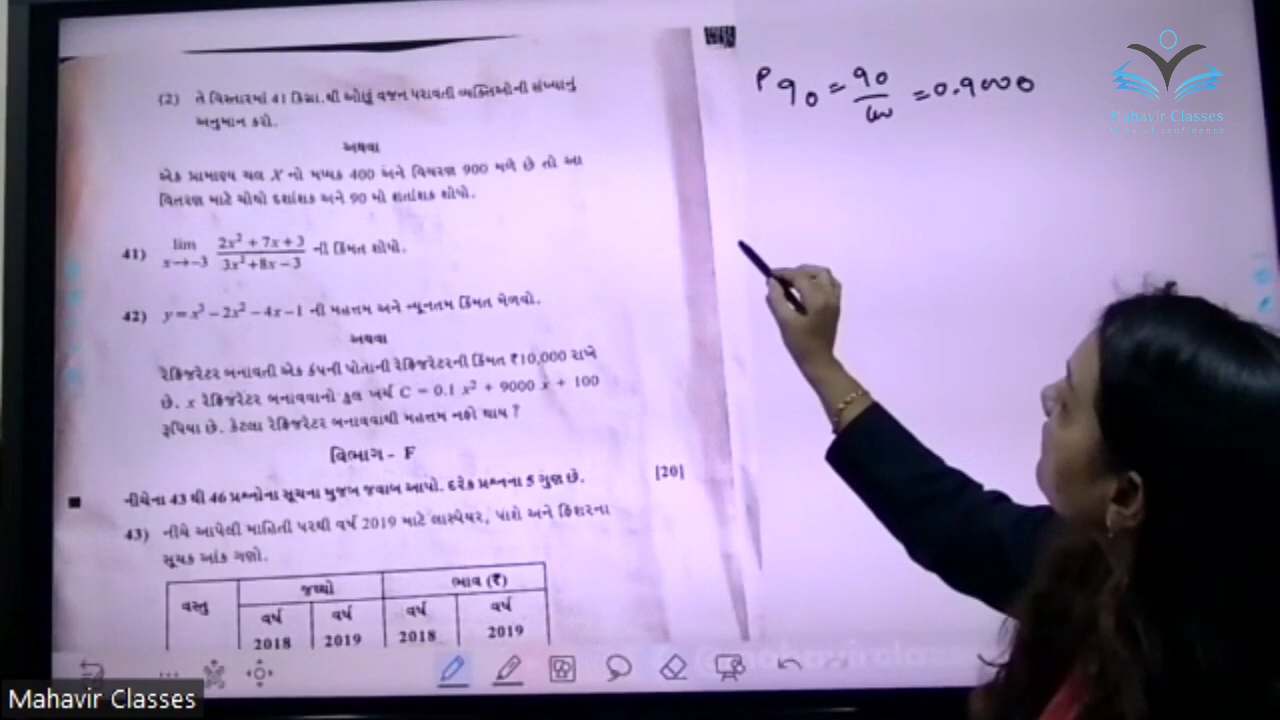 (2) તે વિસ્તારમાં 41 કિગ્રા.થી ઓછું વજન ધરાવતી વ્યક્તિઓની સંખ્યાનું
અનુમાન કરો.
અથવા
એક પ્રામાણ્ય ચલ X નો મધ્યક 400 અને વિચરણ 900 મળે છે તો આ
વિતરણ માટે ચોથો દશાંશક અને 90 મો શતાંશક શોધો.
41) lim x→-3 (2x² + 7x + 3)/(3x² + 8x − 3) ની કિંમત શોધો.
42) y = x³ − 2x² − 4x − 1 ની મહત્તમ અને ન્યૂનતમ કિંમત મેળવો.
અથવા
રેફ્રિજરેટર બનાવતી એક કંપની પોતાની રેફ્રિજરેટરની કિંમત ₹10,000 રાખે
છે. x રેફ્રિજરેટર બનાવવાનો કુલ ખર્ચ C = 0.1 x² + 9000 x + 100
રૂપિયા છે. કેટલા રેફ્રિજરેટર બનાવવાથી મહત્તમ નફો થાય ?
વિભાગ - F
નીચેના 43 થી 46 પ્રશ્નોના સૂચના મુજબ જવાબ આપો. દરેક પ્રશ્નના 5 ગુણ છે. [20]
43) નીચે આપેલી માહિતી પરથી વર્ષ 2019 માટે લાસ્પેયર, પાશે અને ફિશરના
સૂચક આંક ગણો.
વસ્તુ જથ્થો ભાવ (₹)
વર્ષ 2018 વર્ષ 2019 વર્ષ 2018 વર્ષ 2019
Mahavir Classes
Mahavir Classes